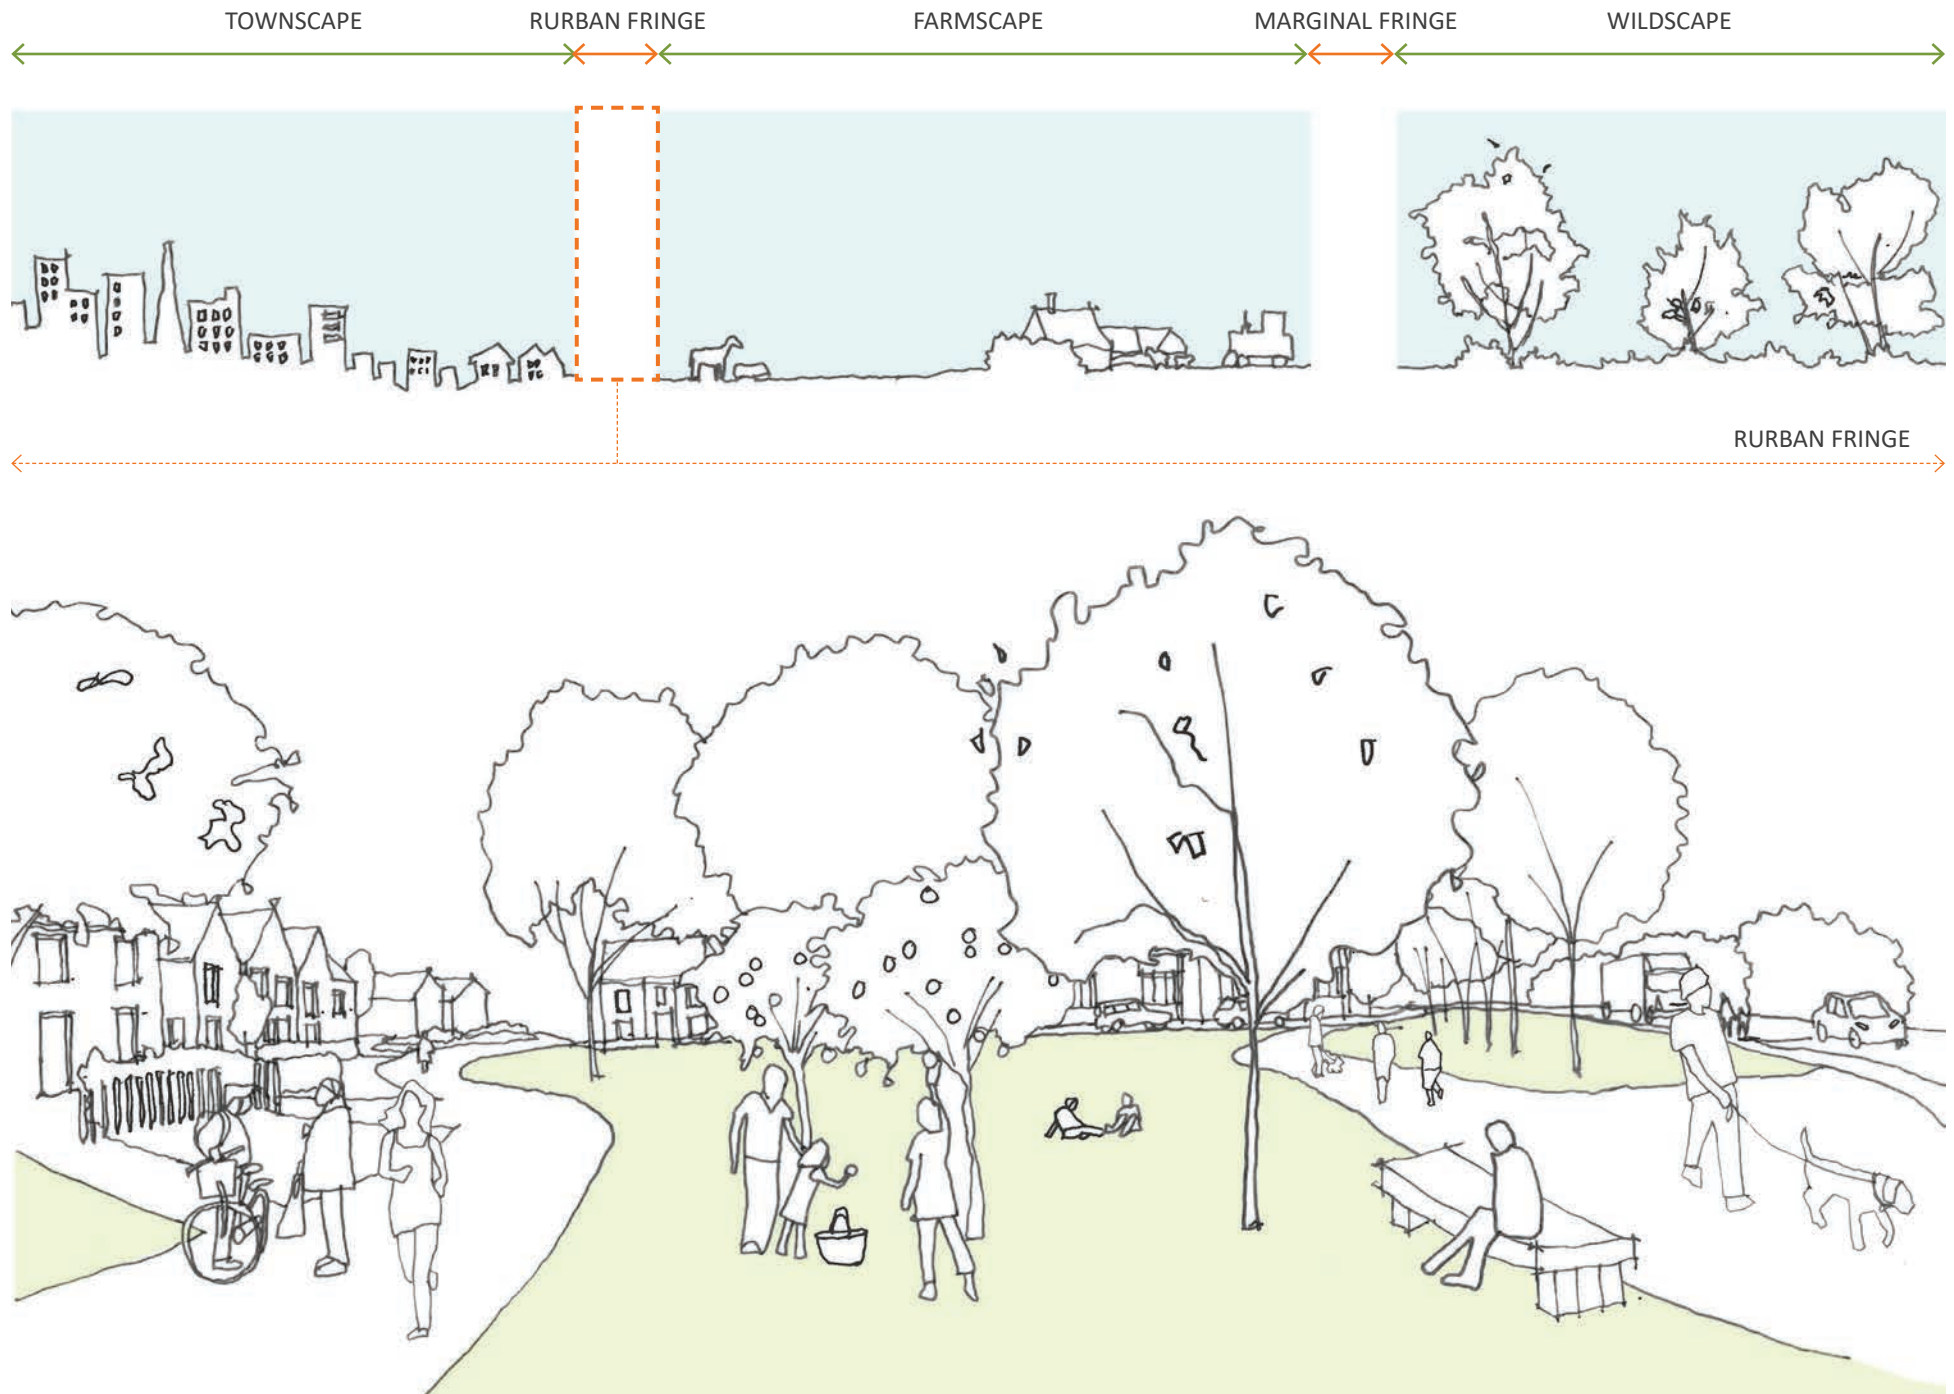 TOWNSCAPE
RURBAN FRINGE
FARMSCAPE
MARGINAL FRINGE
WILDSCAPE
RURBAN FRINGE